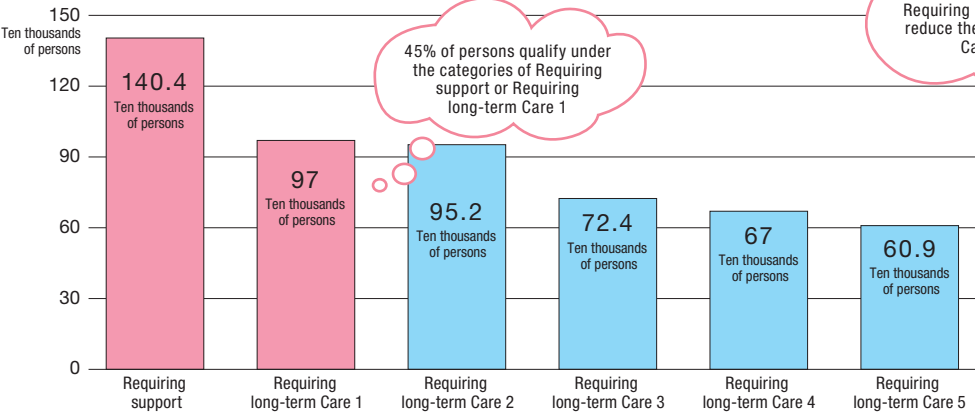 150
Ten thousands
of persons
120
90
60
30
0
140.4
Ten thousands
of persons
97
Ten thousands
of persons
95.2
Ten thousands
of persons
72.4
Ten thousands
of persons
67
Ten thousands
of persons
60.9
Ten thousands
of persons
45% of persons qualify under
the categories of Requiring
support or Requiring
long-term Care 1
Requiring
reduce the
Requiring
support
Requiring
long-term Care 1
Requiring
long-term Care 2
Requiring
long-term Care 3
Requiring
long-term Care 4
Requiring
long-term Care 5